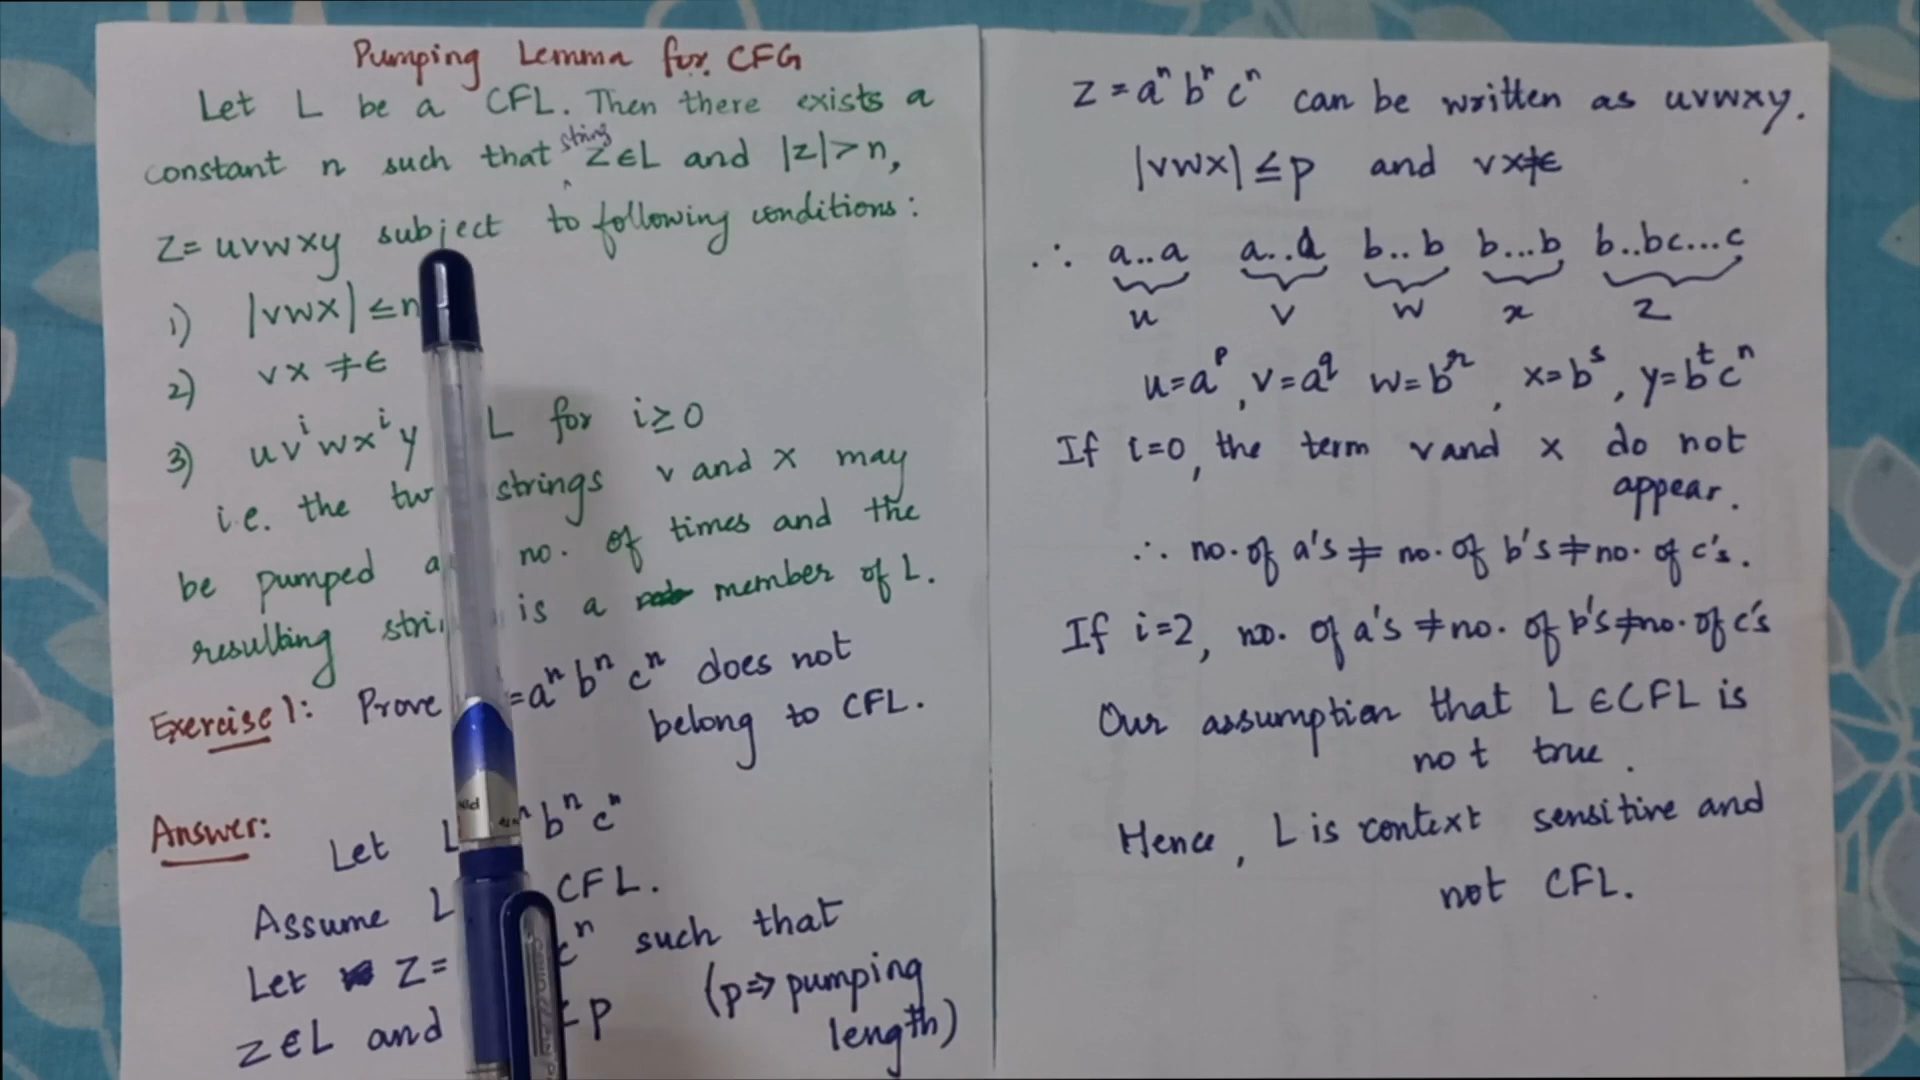 Pumping Lemma for CFG
Let L be a CFL. Then there exists a
string
constant n such that ^ Z∈L and |z|>n,
Z=uvwxy subject to following conditions:
1) |vwx| ≤n
2) vx ≠∈
3) uv^i wx^i y L for i≥0
i.e. the tw strings v and x may
be pumped a no. of times and the
resulting stri is a member of L.
Exercise 1: Prove =a^n b^n c^n does not
belong to CFL.
Answer: Let L ^n b^n c^n
Assume L CFL.
Let Z= c^n such that
z∈L and p (p⇒pumping
length)
Z=a^n b^n c^n can be written as uvwxy.
|vwx| ≤p and vx≠∈
∴ a..a a..a b..b b...b b..bc...c
u v w x z
u=a^p, v=a^q w=b^r, x=b^s, y=b^t c^n
If i=0, the term v and x do not
appear.
∴ no. of a's ≠ no. of b's ≠ no. of c's.
If i=2, no. of a's ≠ no. of b's ≠ no. of c's
Our assumption that L ∈CFL is
not true.
Hence, L is context sensitive and
not CFL.